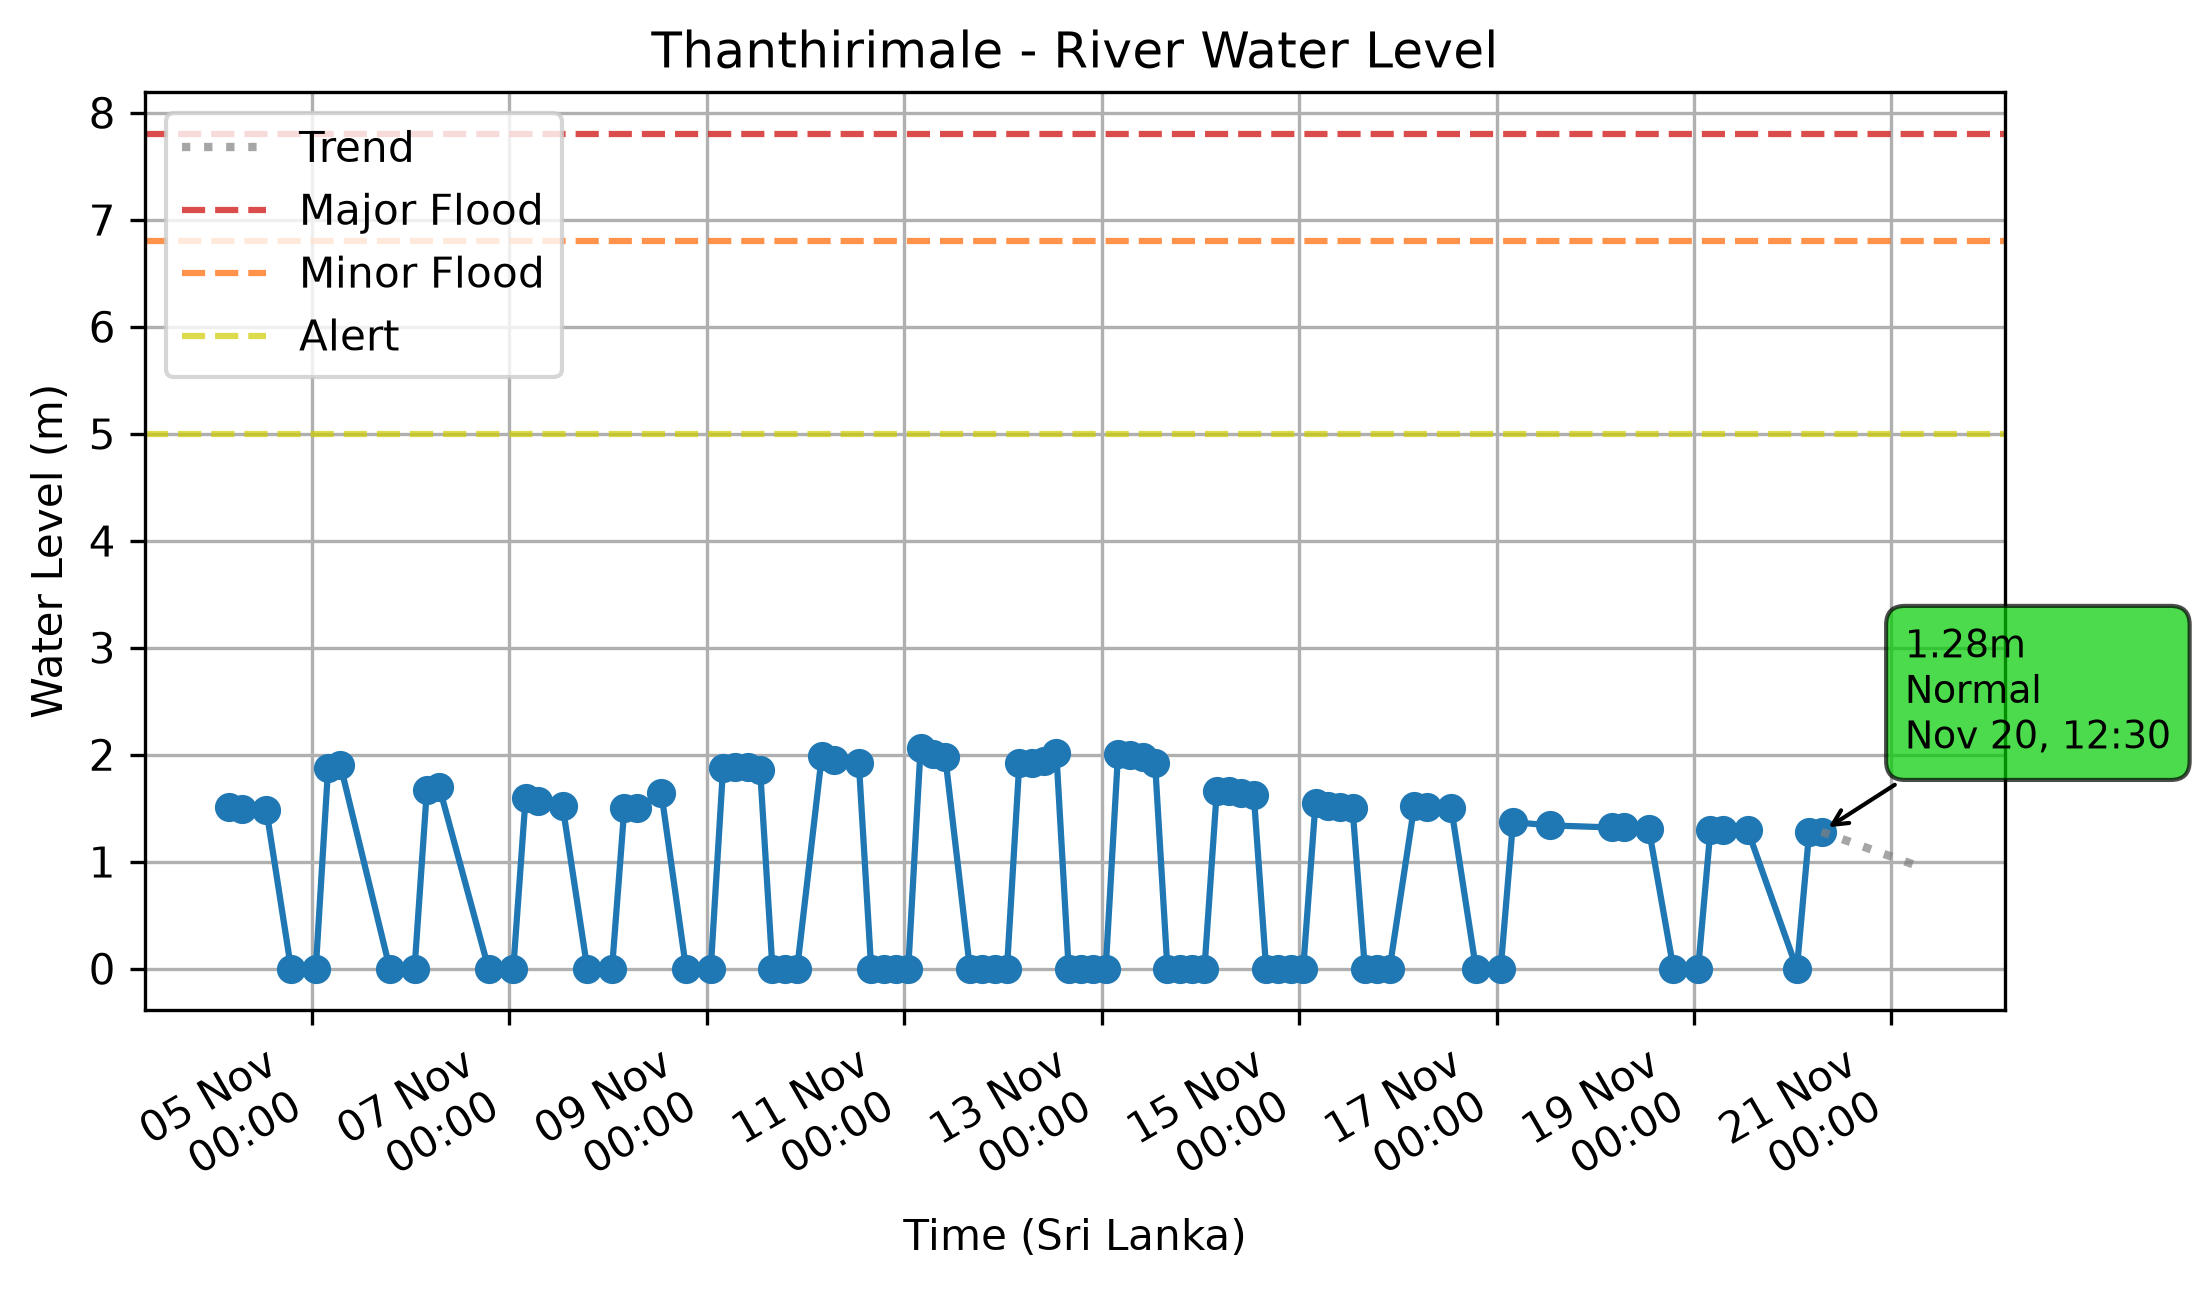 Thanthirimale - River Water Level
8
7
6
5
4
3
2
1
0
Water Level (m)
Trend
Major Flood
Minor Flood
Alert
1.28m
Normal
Nov 20, 12:30
05 Nov
00:00
07 Nov
00:00
09 Nov
00:00
11 Nov
00:00
13 Nov
00:00
15 Nov
00:00
17 Nov
00:00
19 Nov
00:00
21 Nov
00:00
Time (Sri Lanka)